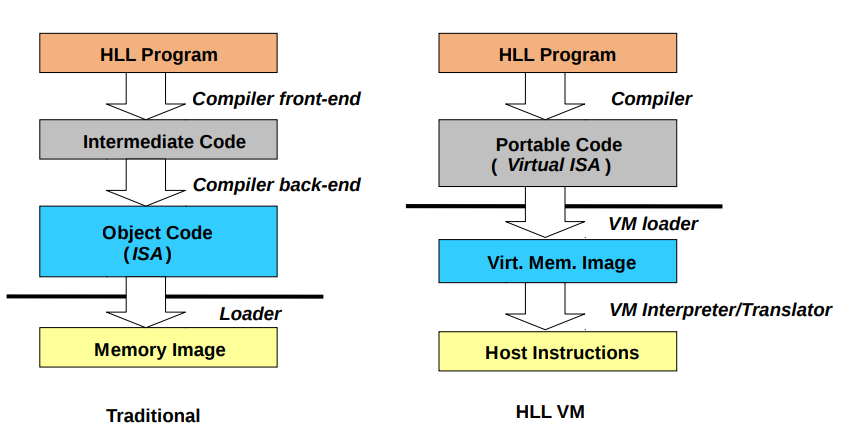 HLL Program
Compiler front-end
Intermediate Code
Compiler back-end
Object Code
(ISA)
Loader
Memory Image
Traditional
HLL Program
Compiler
Portable Code
( Virtual ISA )
VM loader
Virt. Mem. Image
VM Interpreter/Translator
Host Instructions
HLL VM